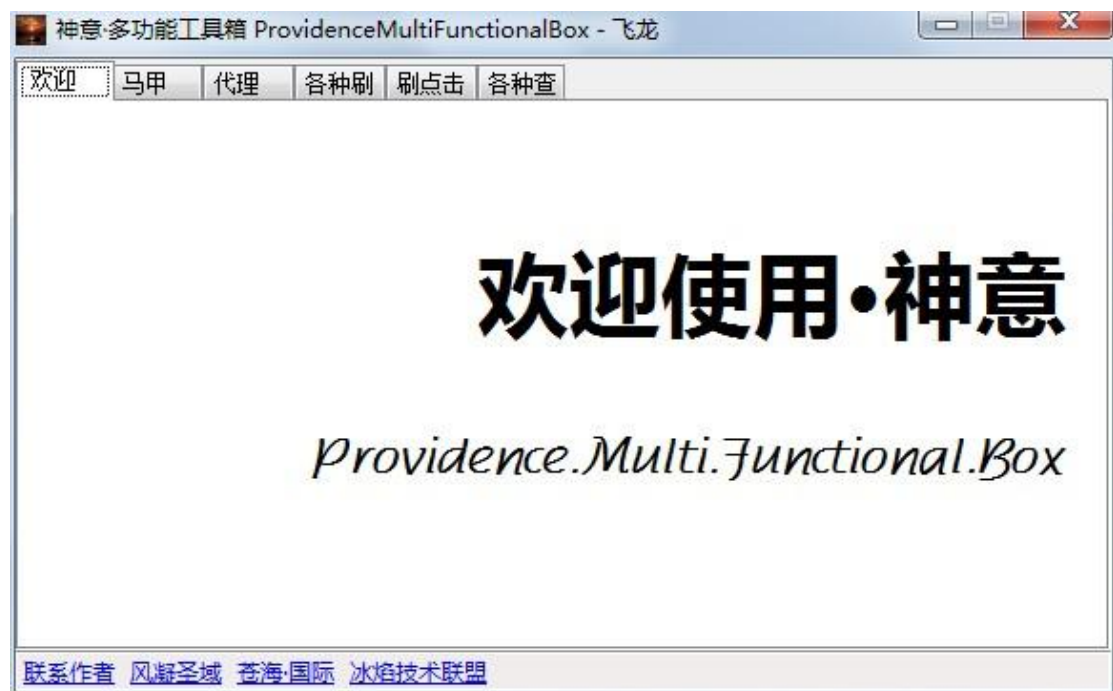 神意·多功能工具箱 ProvidenceMultiFunctionalBox - 飞龙
欢迎 马甲 代理 各种刷 刷点击 各种查
欢迎使用·神意
Providence.Multi.Functional.Box
联系作者 风凝圣域 苍海·国际 冰焰技术联盟